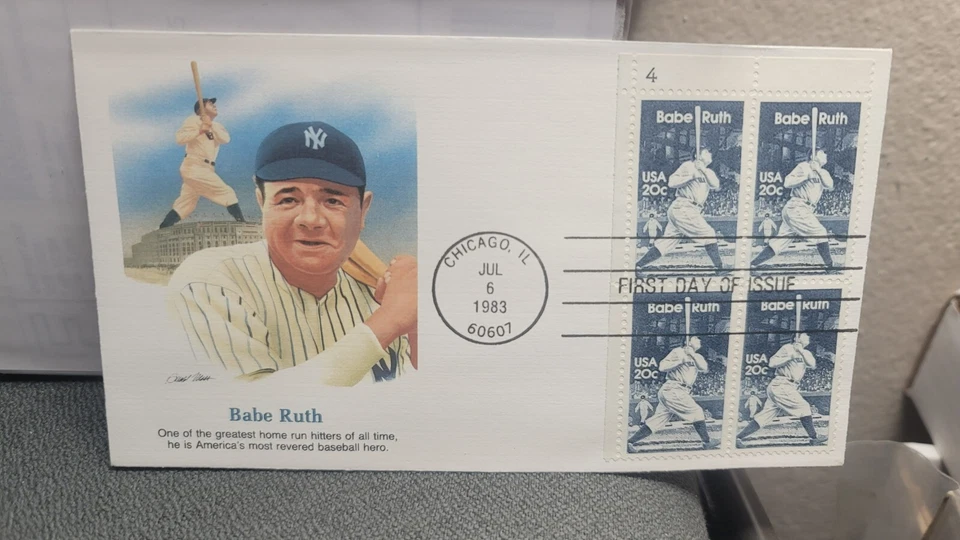 4
Babe Ruth
USA
20c
Babe Ruth
USA
20c
NY
CHICAGO, IL
JUL
6
1983
60607
FIRST DAY OF ISSUE
Babe Ruth
USA
20c
Babe Ruth
USA
20c
Babe Ruth
One of the greatest home run hitters of all time,
he is America's most revered baseball hero.